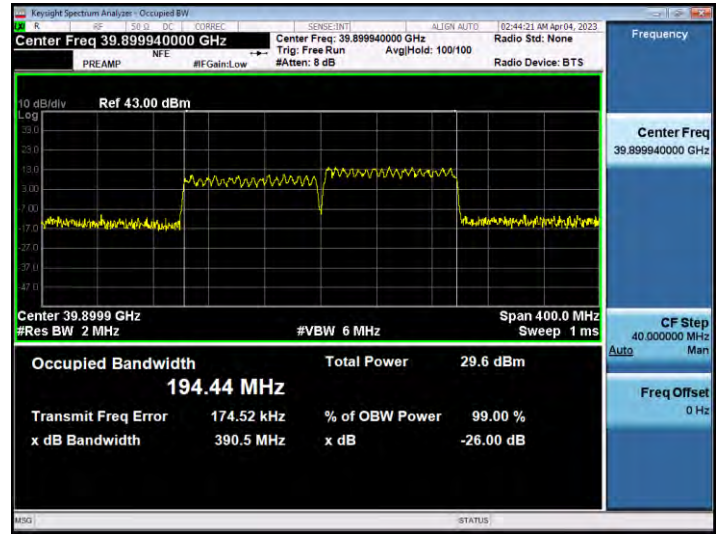 Keysight Spectrum Analyzer - Occupied BW
R RF 50 Ω DC CORREC SENSE:INT ALIGN AUTO 02:44:21 AM Apr 04, 2023
Center Freq 39.899940000 GHz Center Freq: 39.899940000 GHz Radio Std: None Frequency
NFE Trig: Free Run Avg|Hold: 100/100
PREAMP #IFGain:Low #Atten: 8 dB Radio Device: BTS
10 dB/div Ref 43.00 dBm
Log
33.0
23.0
13.0
3.00
-7.00
-17.0
-27.0
-37.0
-47.0
Center Freq
39.899940000 GHz
Center 39.8999 GHz Span 400.0 MHz
#Res BW 2 MHz #VBW 6 MHz Sweep 1 ms
CF Step
40.000000 MHz
Auto Man
Occupied Bandwidth Total Power 29.6 dBm
194.44 MHz
Freq Offset
0 Hz
Transmit Freq Error 174.52 kHz % of OBW Power 99.00 %
x dB Bandwidth 390.5 MHz x dB -26.00 dB
MSG STATUS